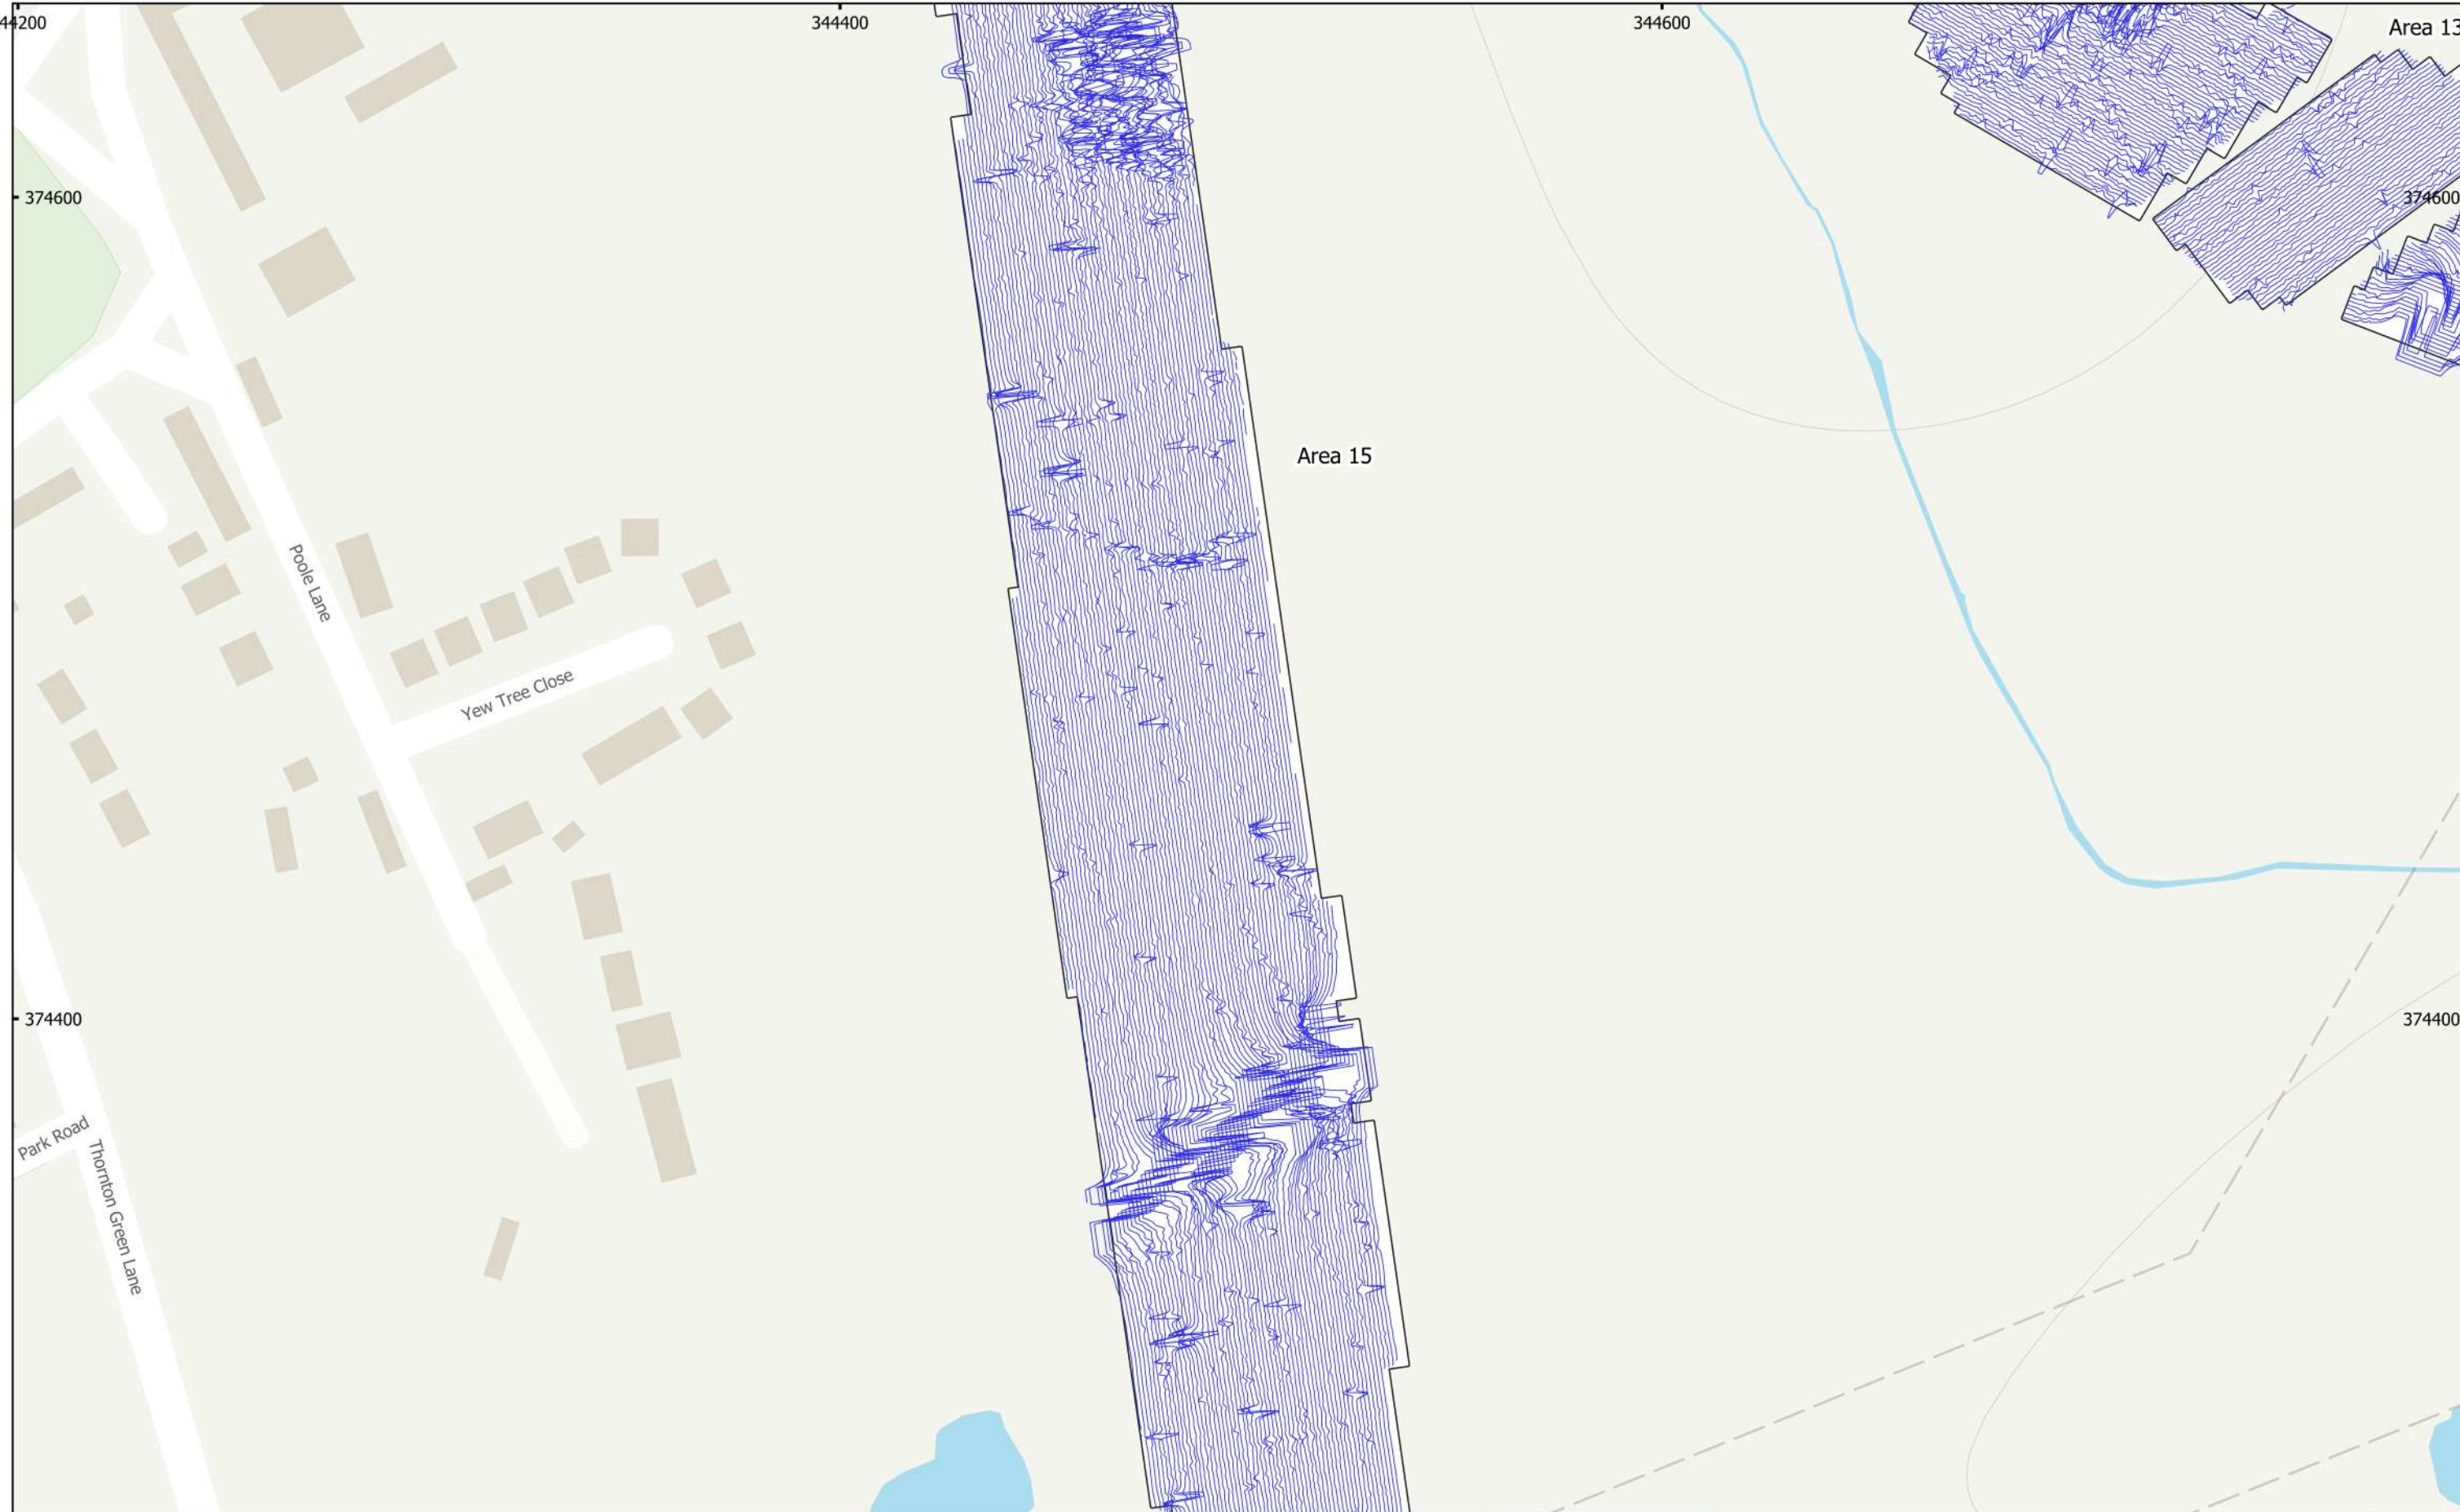 44200
344400
344600
Area 13
374600
374600
Area 15
Poole Lane
Yew Tree Close
374400
374400
Park Road
Thornton Green Lane